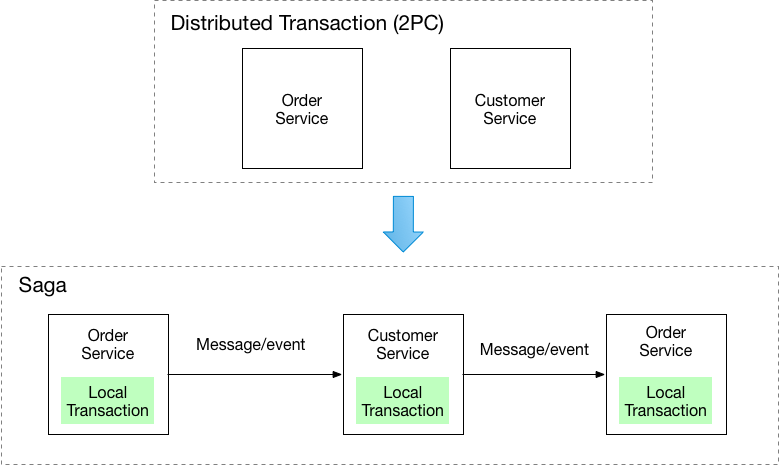 Distributed Transaction (2PC)
Order
Service
Customer
Service
Saga
Order
Service
Local
Transaction
Message/event
Customer
Service
Local
Transaction
Message/event
Order
Service
Local
Transaction